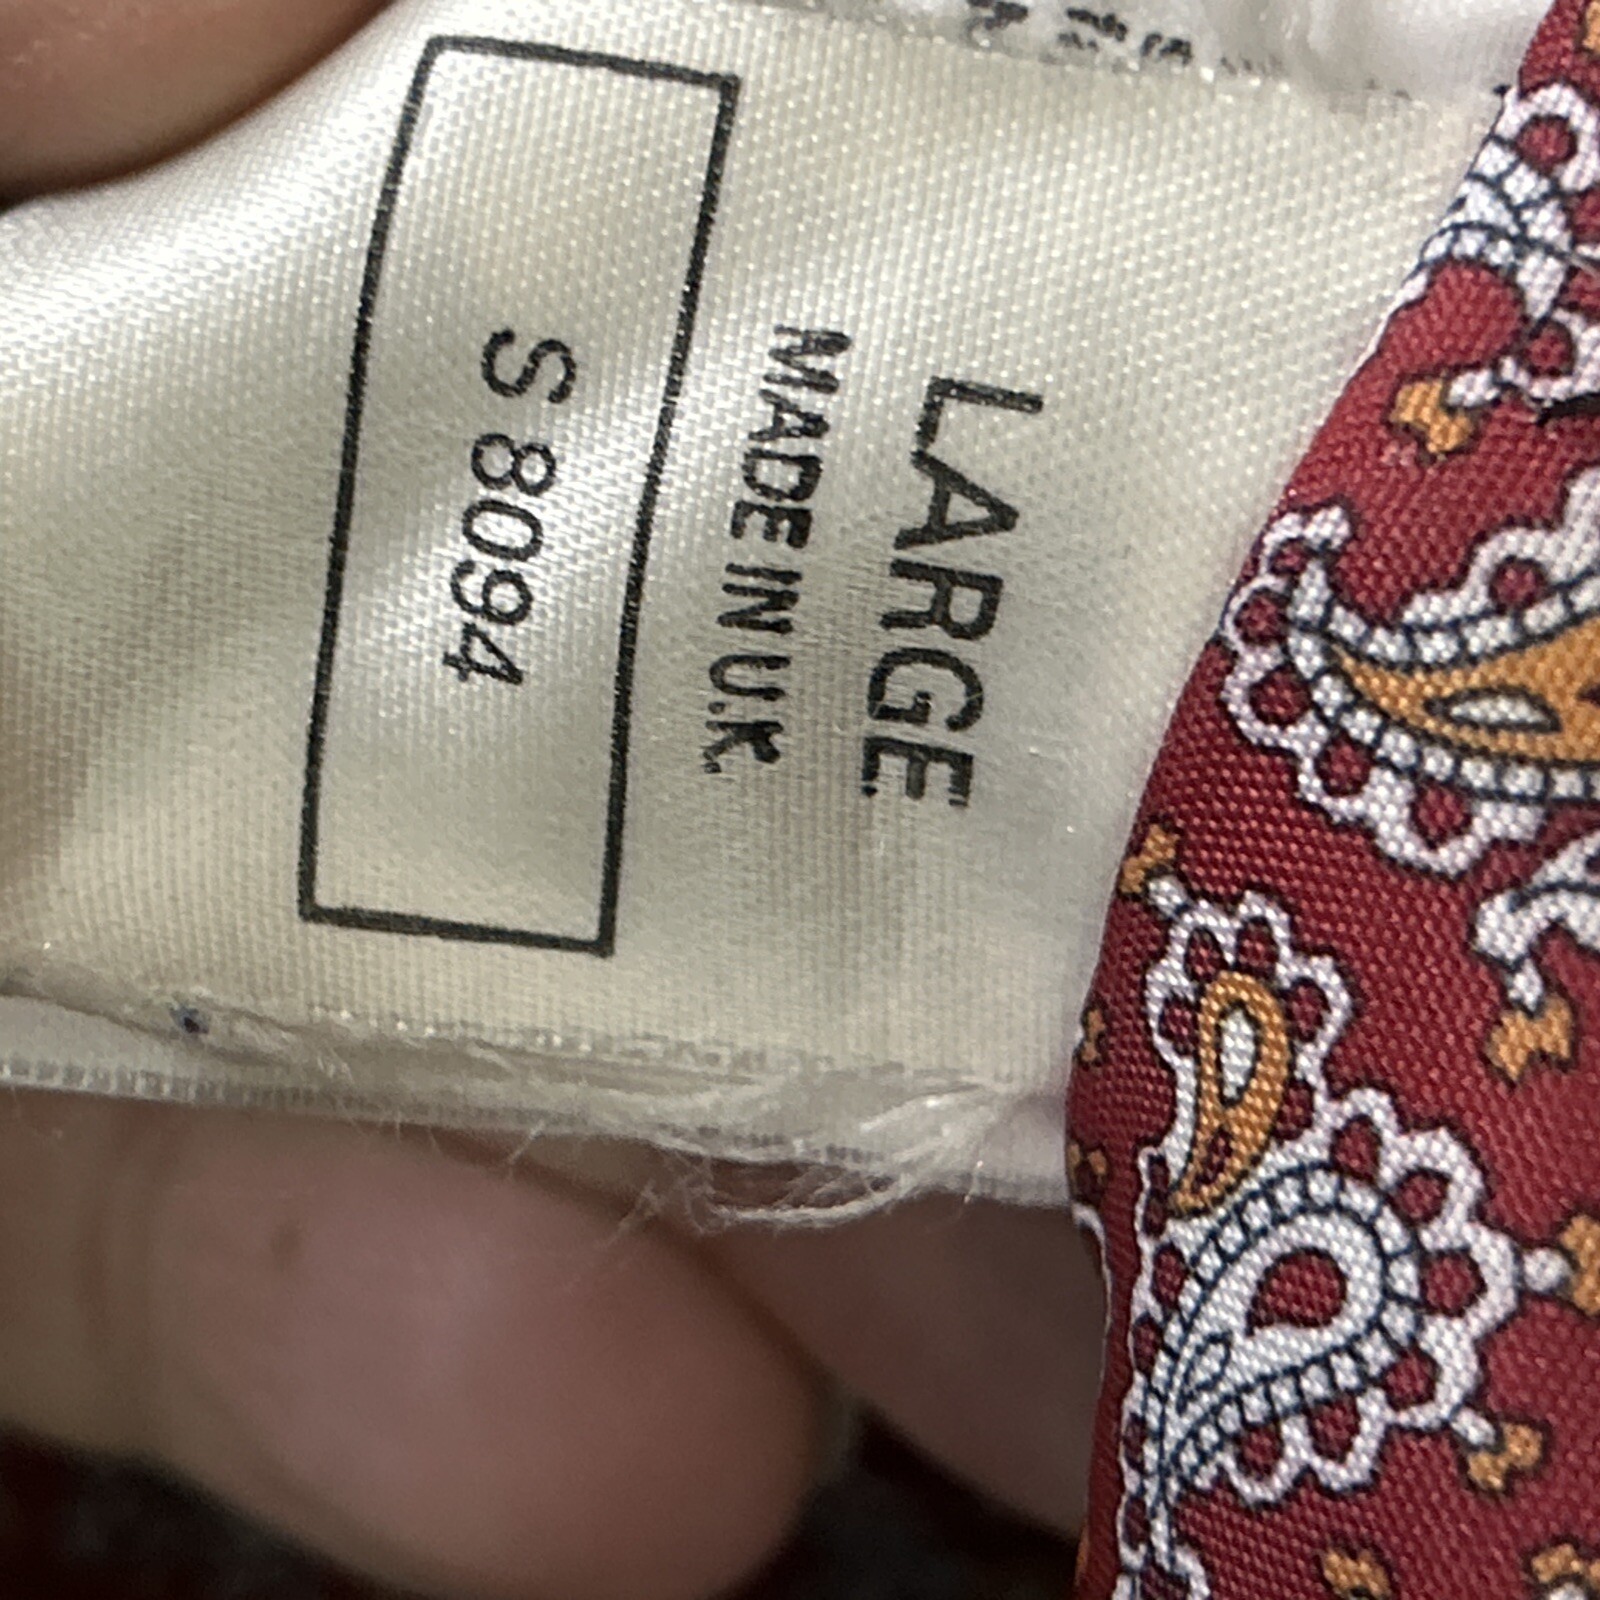 LARGE
MADE IN U.K.
S 8094